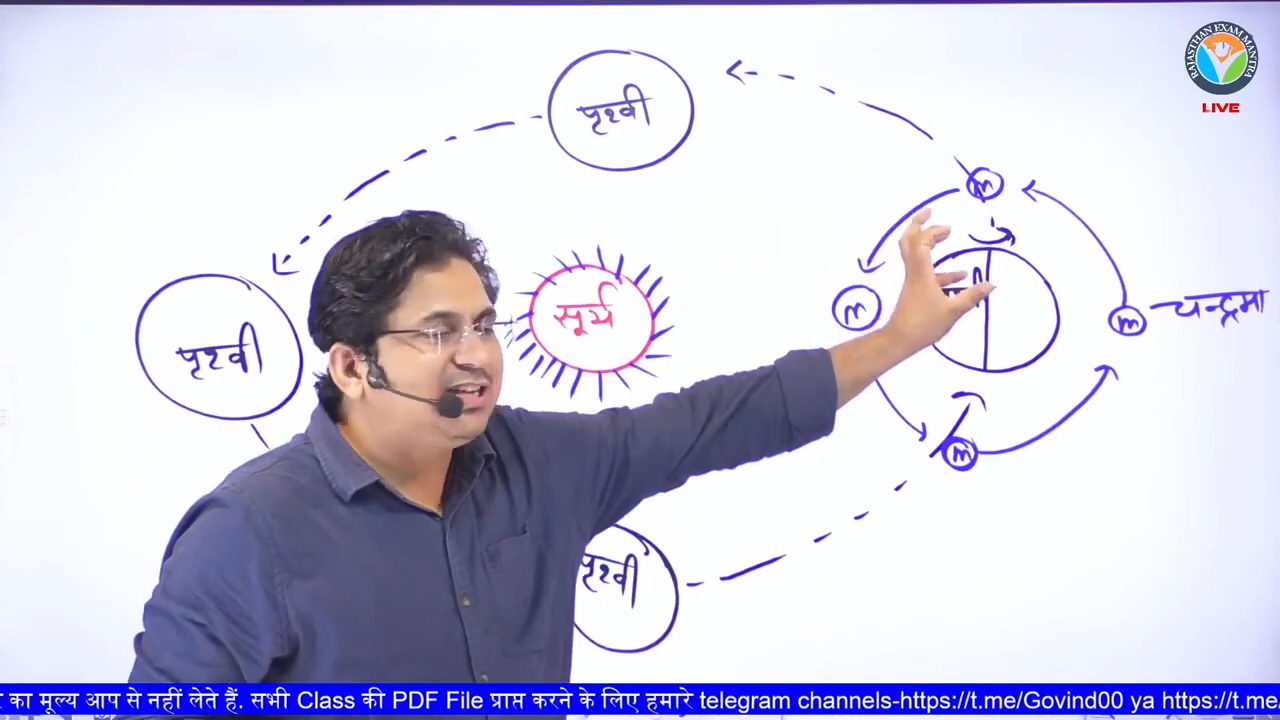 RAJASTHAN EXAM MANTRA
LIVE
पृथ्वी
m
m
m
m
चन्द्रमा
सूर्य
पृथ्वी
पृथ्वी
का मूल्य आप से नहीं लेते हैं. सभी Class की PDF File प्राप्त करने के लिए हमारे telegram channels-https://t.me/Govind00 ya https://t.me/